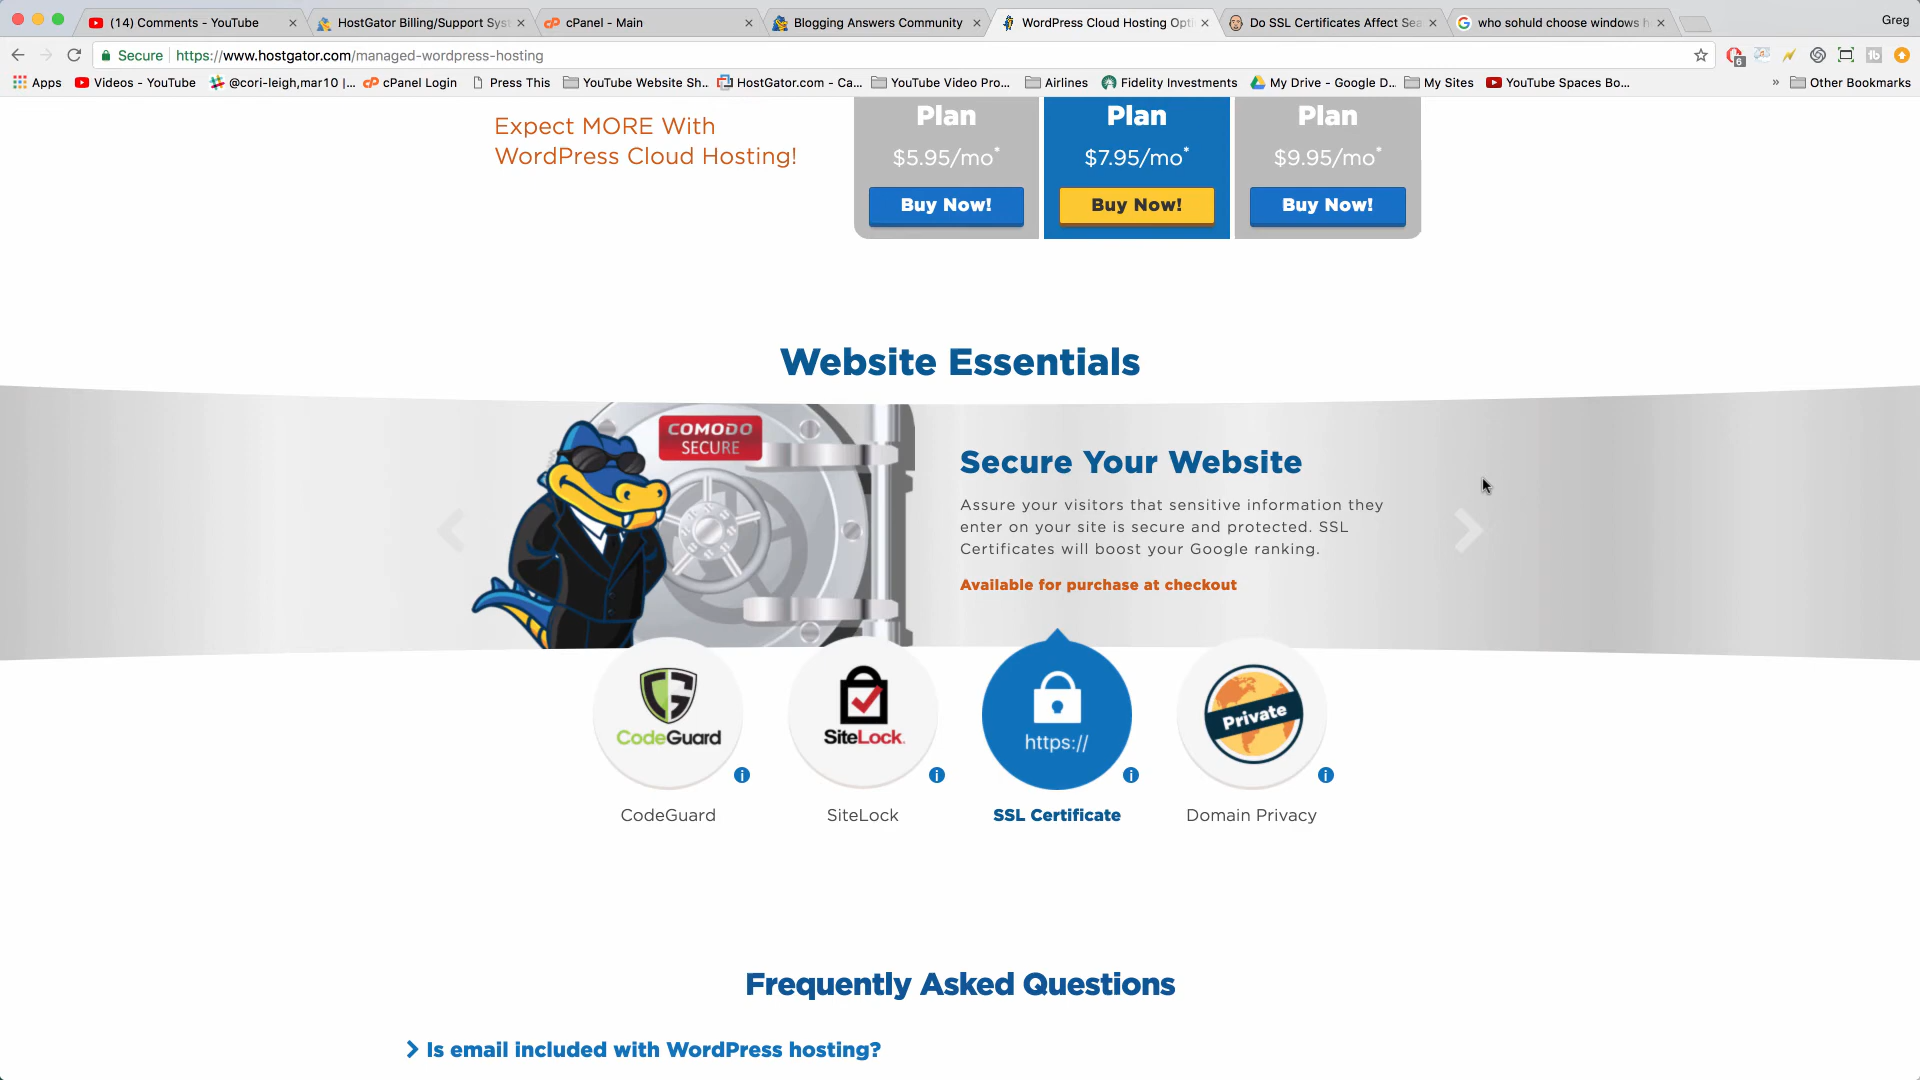 (14) Comments - YouTube
HostGator Billing/Support Sys
cPanel - Main
Blogging Answers Community
WordPress Cloud Hosting Opti
Do SSL Certificates Affect Sea
who sohuld choose windows h
Greg
Secure
https://www.hostgator.com/managed-wordpress-hosting
6
Apps
Videos - YouTube
@cori-leigh,mar10 |...
cPanel Login
Press This
YouTube Website Sh...
HostGator.com - Ca...
YouTube Video Pro...
Airlines
Fidelity Investments
My Drive - Google D...
My Sites
YouTube Spaces Bo...
»
Other Bookmarks
Expect MORE With
WordPress Cloud Hosting!
Plan
$5.95/mo*
Buy Now!
Plan
$7.95/mo*
Buy Now!
Plan
$9.95/mo*
Buy Now!
Website Essentials
COMODO
SECURE
Secure Your Website
Assure your visitors that sensitive information they
enter on your site is secure and protected. SSL
Certificates will boost your Google ranking.
Available for purchase at checkout
CodeGuard
SiteLock.
https://
Private
i
i
i
i
CodeGuard
SiteLock
SSL Certificate
Domain Privacy
Frequently Asked Questions
Is email included with WordPress hosting?